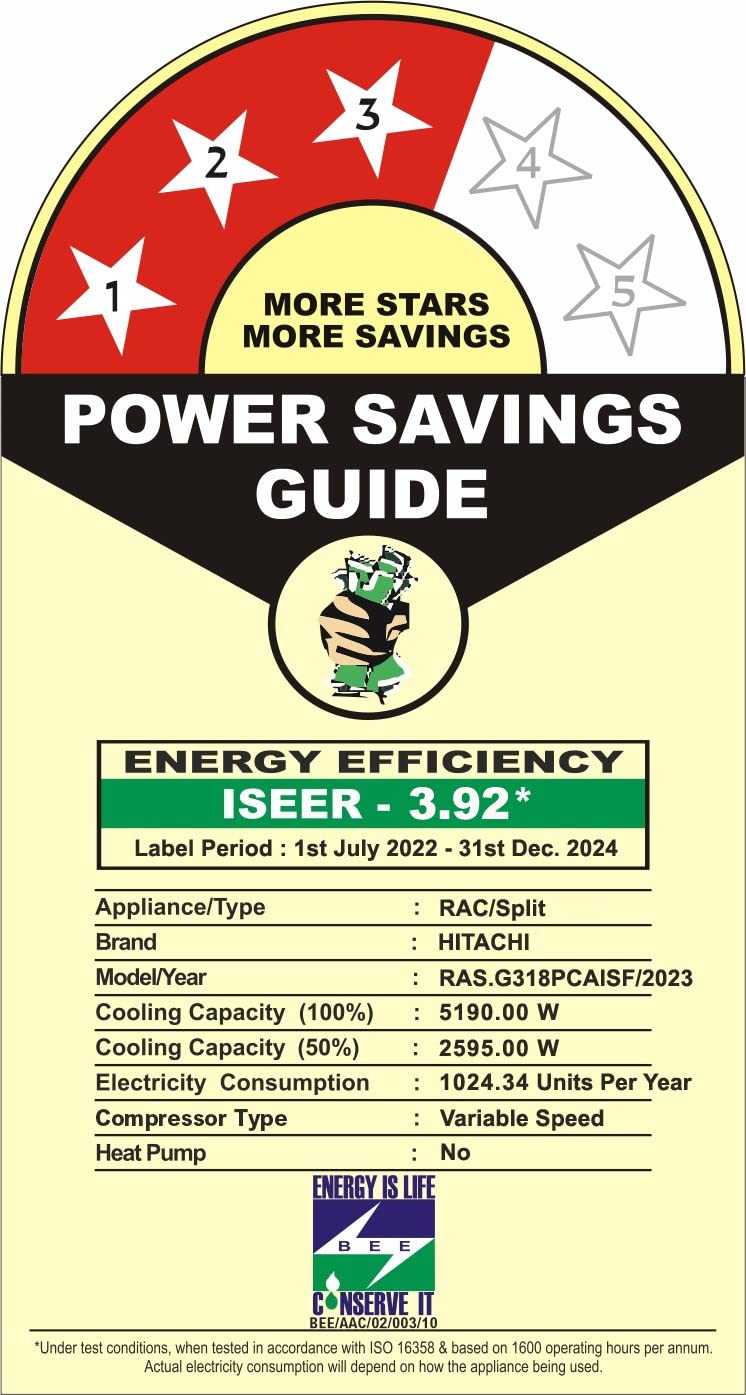 1
2
3
4
5
MORE STARS
MORE SAVINGS
POWER SAVINGS
GUIDE
ENERGY EFFICIENCY
ISEER - 3.92*
Label Period : 1st July 2022 - 31st Dec. 2024
Appliance/Type : RAC/Split
Brand : HITACHI
Model/Year : RAS.G318PCAISF/2023
Cooling Capacity (100%) : 5190.00 W
Cooling Capacity (50%) : 2595.00 W
Electricity Consumption : 1024.34 Units Per Year
Compressor Type : Variable Speed
Heat Pump : No
ENERGY IS LIFE
BEE
CONSERVE IT
BEE/AAC/02/003/10
*Under test conditions, when tested in accordance with ISO 16358 & based on 1600 operating hours per annum.
Actual electricity consumption will depend on how the appliance being used.